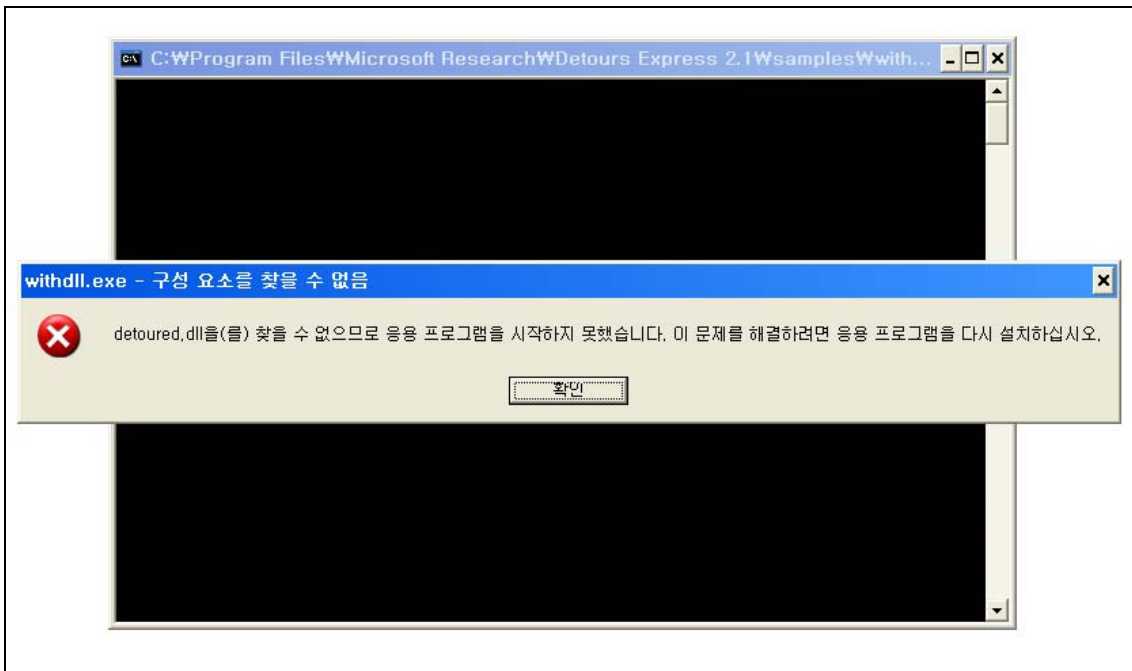 C:₩Program Files₩Microsoft Research₩Detours Express 2.1₩samples₩with...
withdll.exe - 구성 요소를 찾을 수 없음
detoured.dll을(를) 찾을 수 없으므로 응용 프로그램을 시작하지 못했습니다. 이 문제를 해결하려면 응용 프로그램을 다시 설치하십시오.
확인